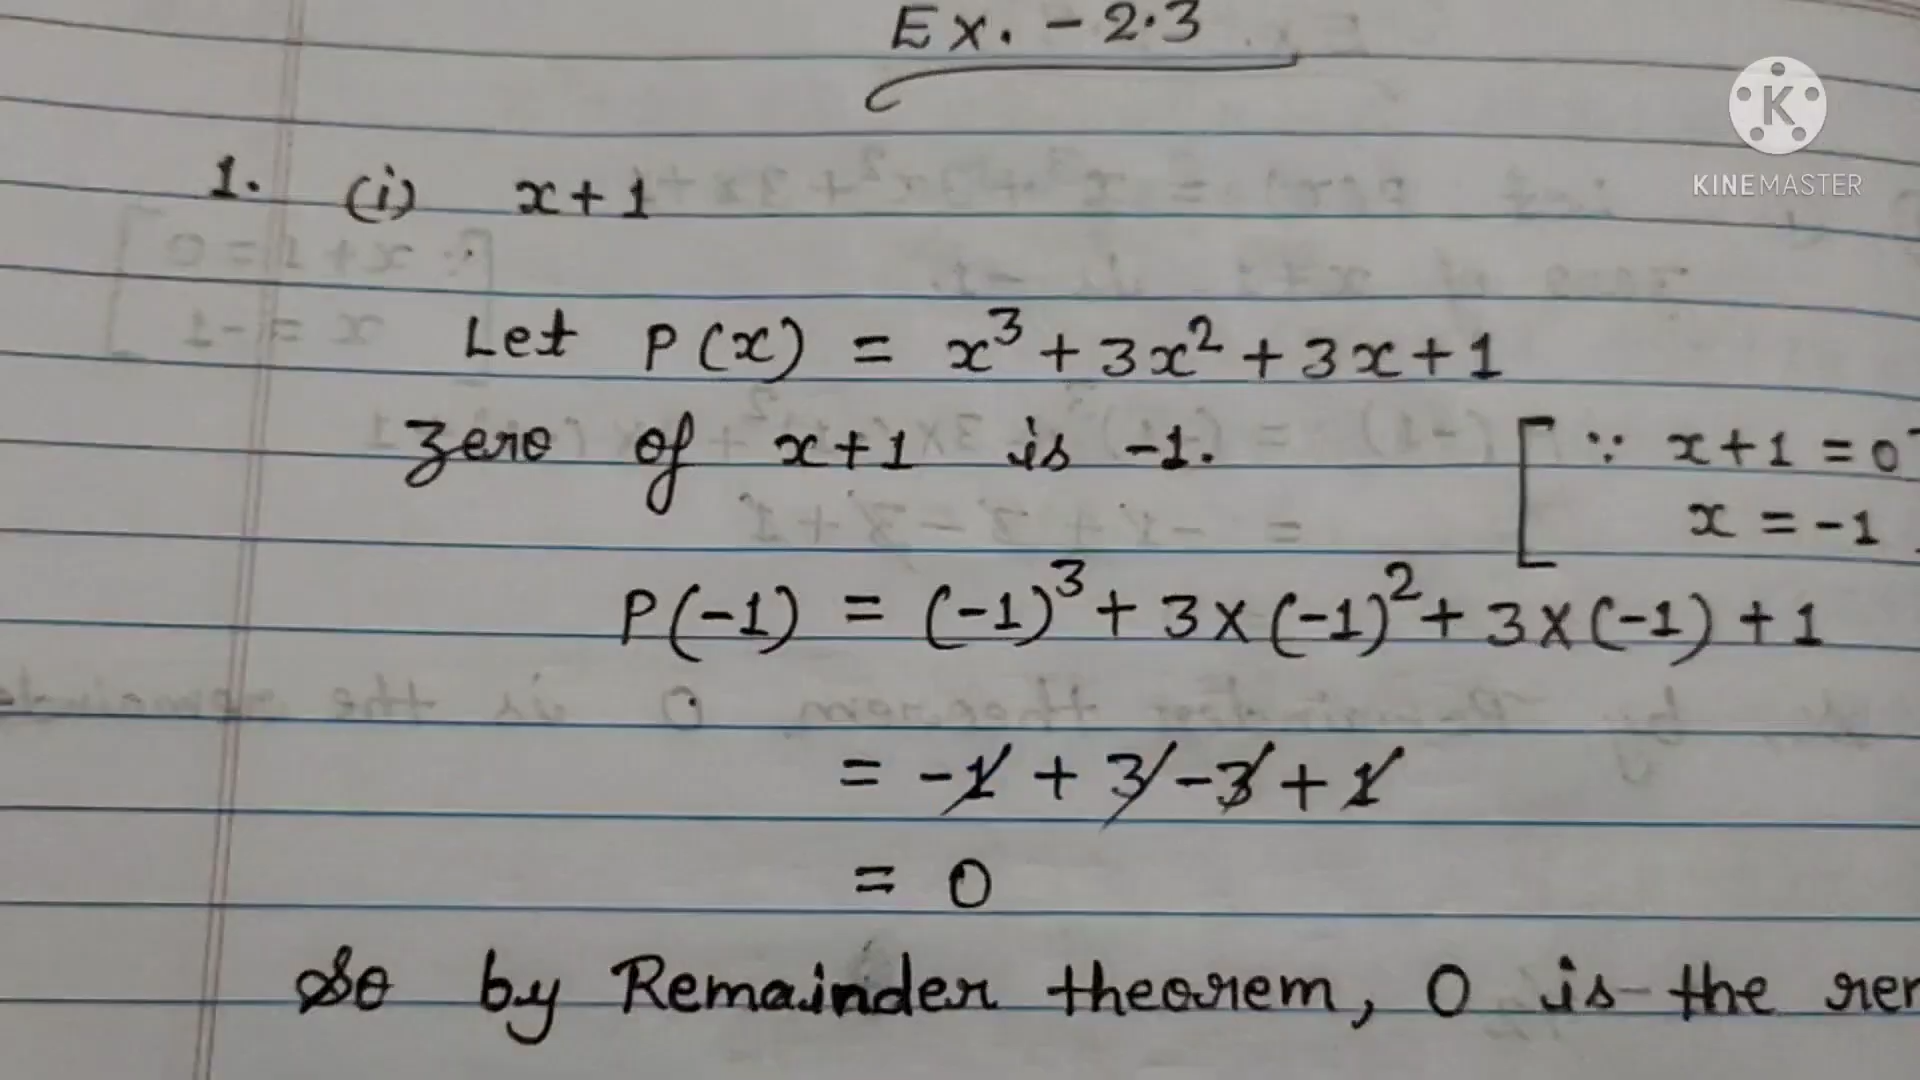 Ex. - 2.3
K
KINEMASTER
1. (i) x+1
Let P(x) = x³ + 3x² + 3x + 1
Zero of x+1 is -1. [∵ x+1 = 0
x = -1
P(-1) = (-1)³ + 3×(-1)² + 3×(-1) + 1
= -1 + 3 - 3 + 1
= 0
So by Remainder theorem, 0 is the